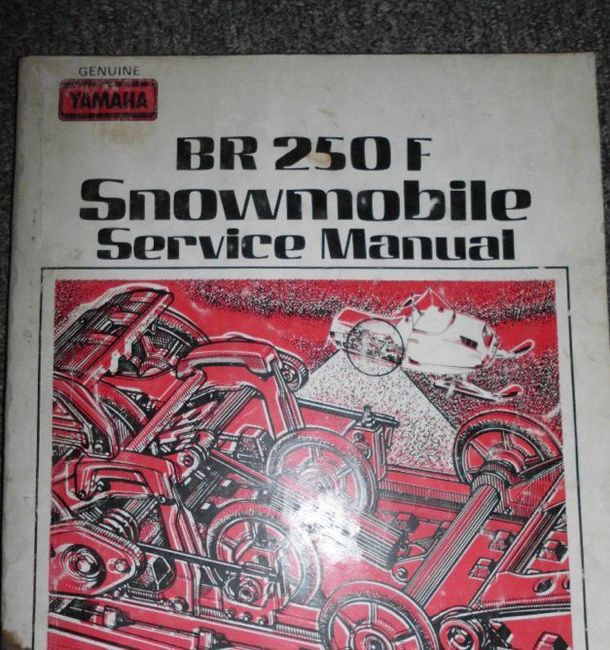 GENUINE
YAMAHA
BR 250 F
Snowmobile
Service Manual